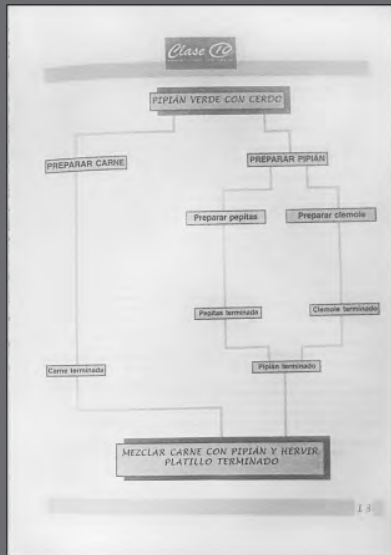 Clase 10
PIPIÁN VERDE CON CERDO
PREPARAR CARNE
PREPARAR PIPIÁN
Preparar pepitas
Preparar clemole
Pepitas terminada
Clemole terminado
Carne terminada
Pipián terminado
MEZCLAR CARNE CON PIPIÁN Y HERVIR
PLATILLO TERMINADO
13